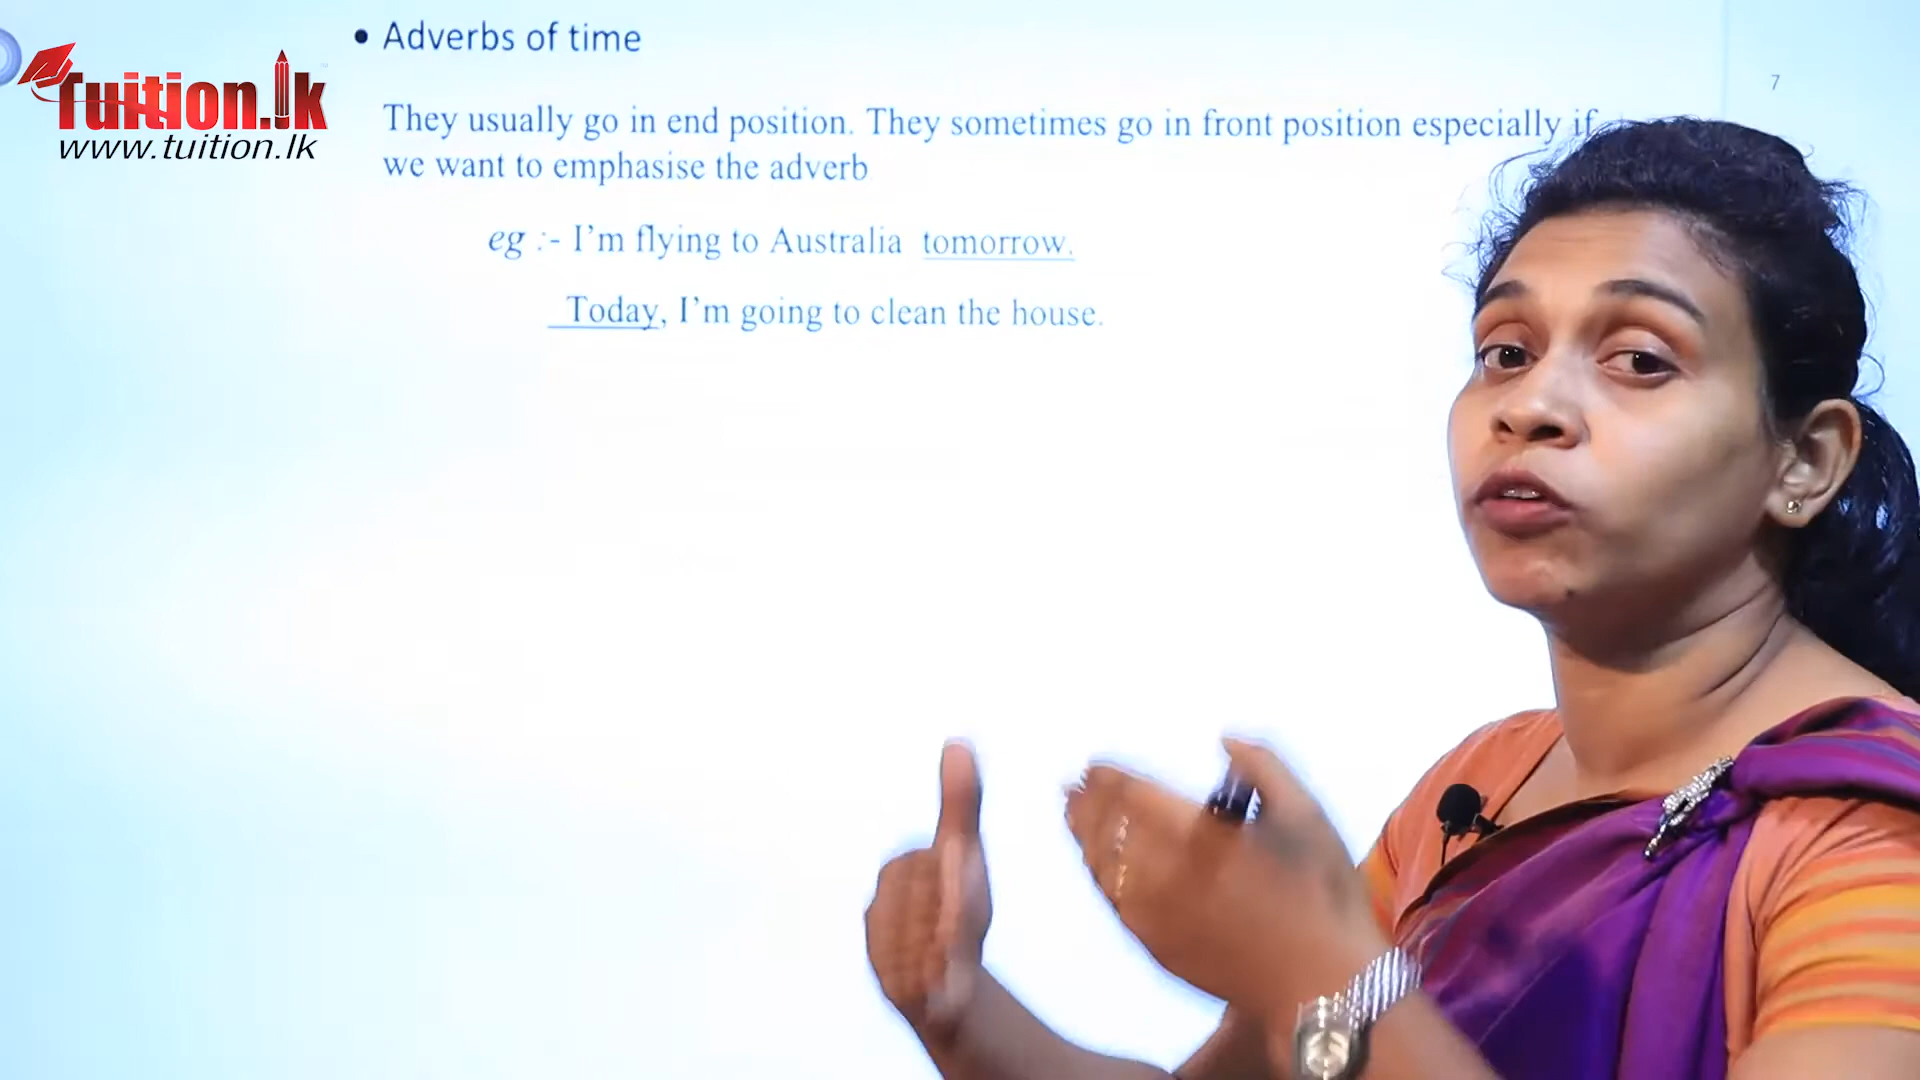 • Adverbs of time
Tuition.lk
www.tuition.lk
7
They usually go in end position. They sometimes go in front position especially if
we want to emphasise the adverb
eg :- I'm flying to Australia tomorrow.
Today, I'm going to clean the house.